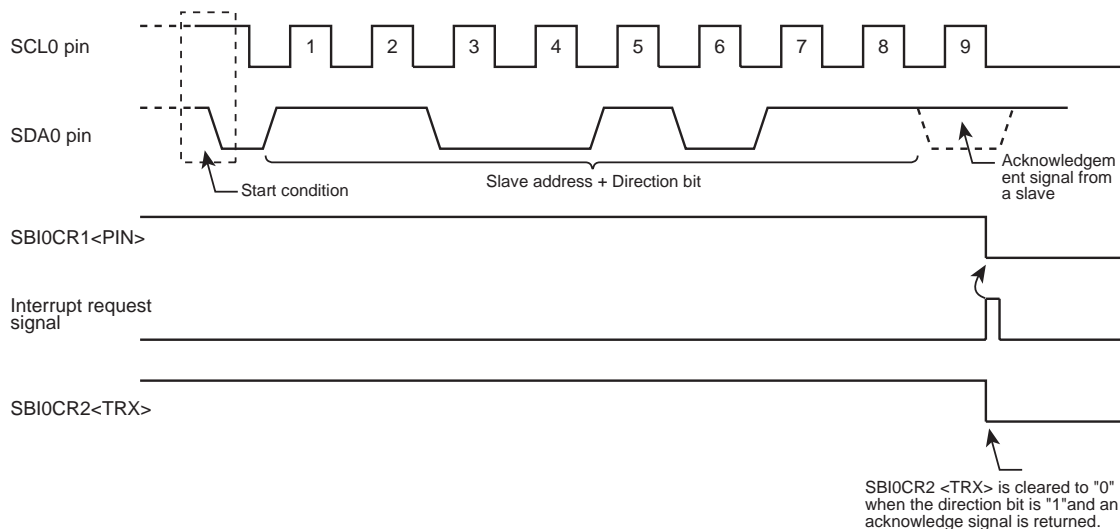 SCL0 pin
1 2 3 4 5 6 7 8 9
SDA0 pin
Start condition
Slave address + Direction bit
Acknowledgem
ent signal from
a slave
SBI0CR1<PIN>
Interrupt request
signal
SBI0CR2<TRX>
SBI0CR2 <TRX> is cleared to "0"
when the direction bit is "1"and an
acknowledge signal is returned.